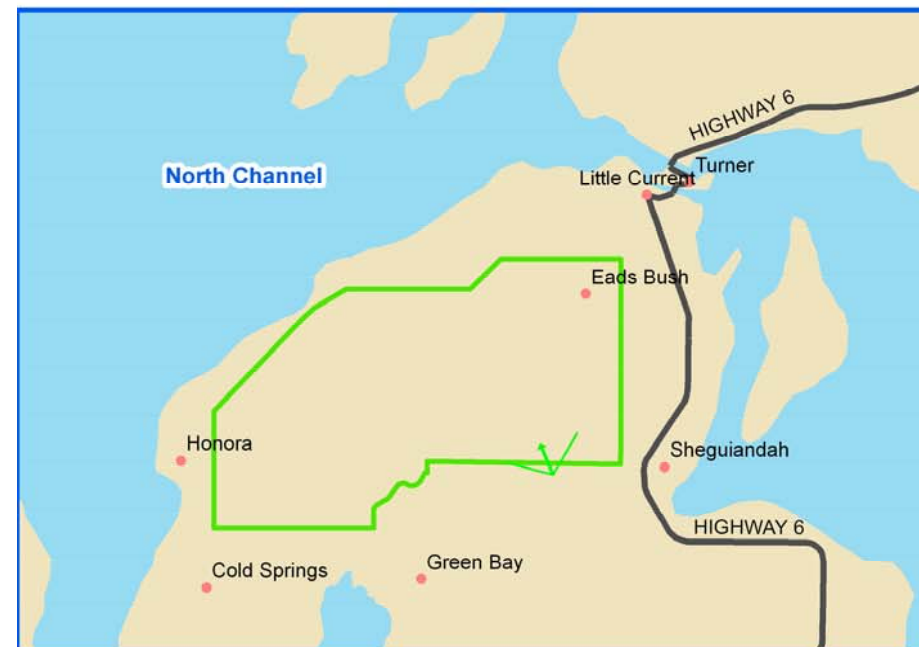 HIGHWAY 6
Turner
North Channel
Little Current
Eads Bush
Honora
Sheguiandah
HIGHWAY 6
Cold Springs
Green Bay